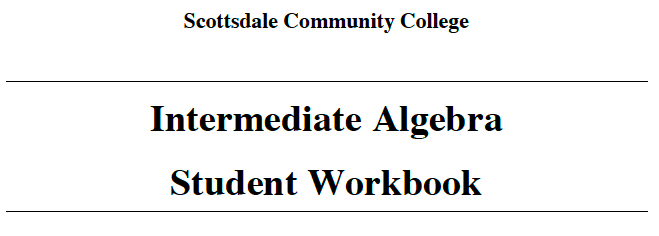 Scottsdale Community College
Intermediate Algebra
Student Workbook